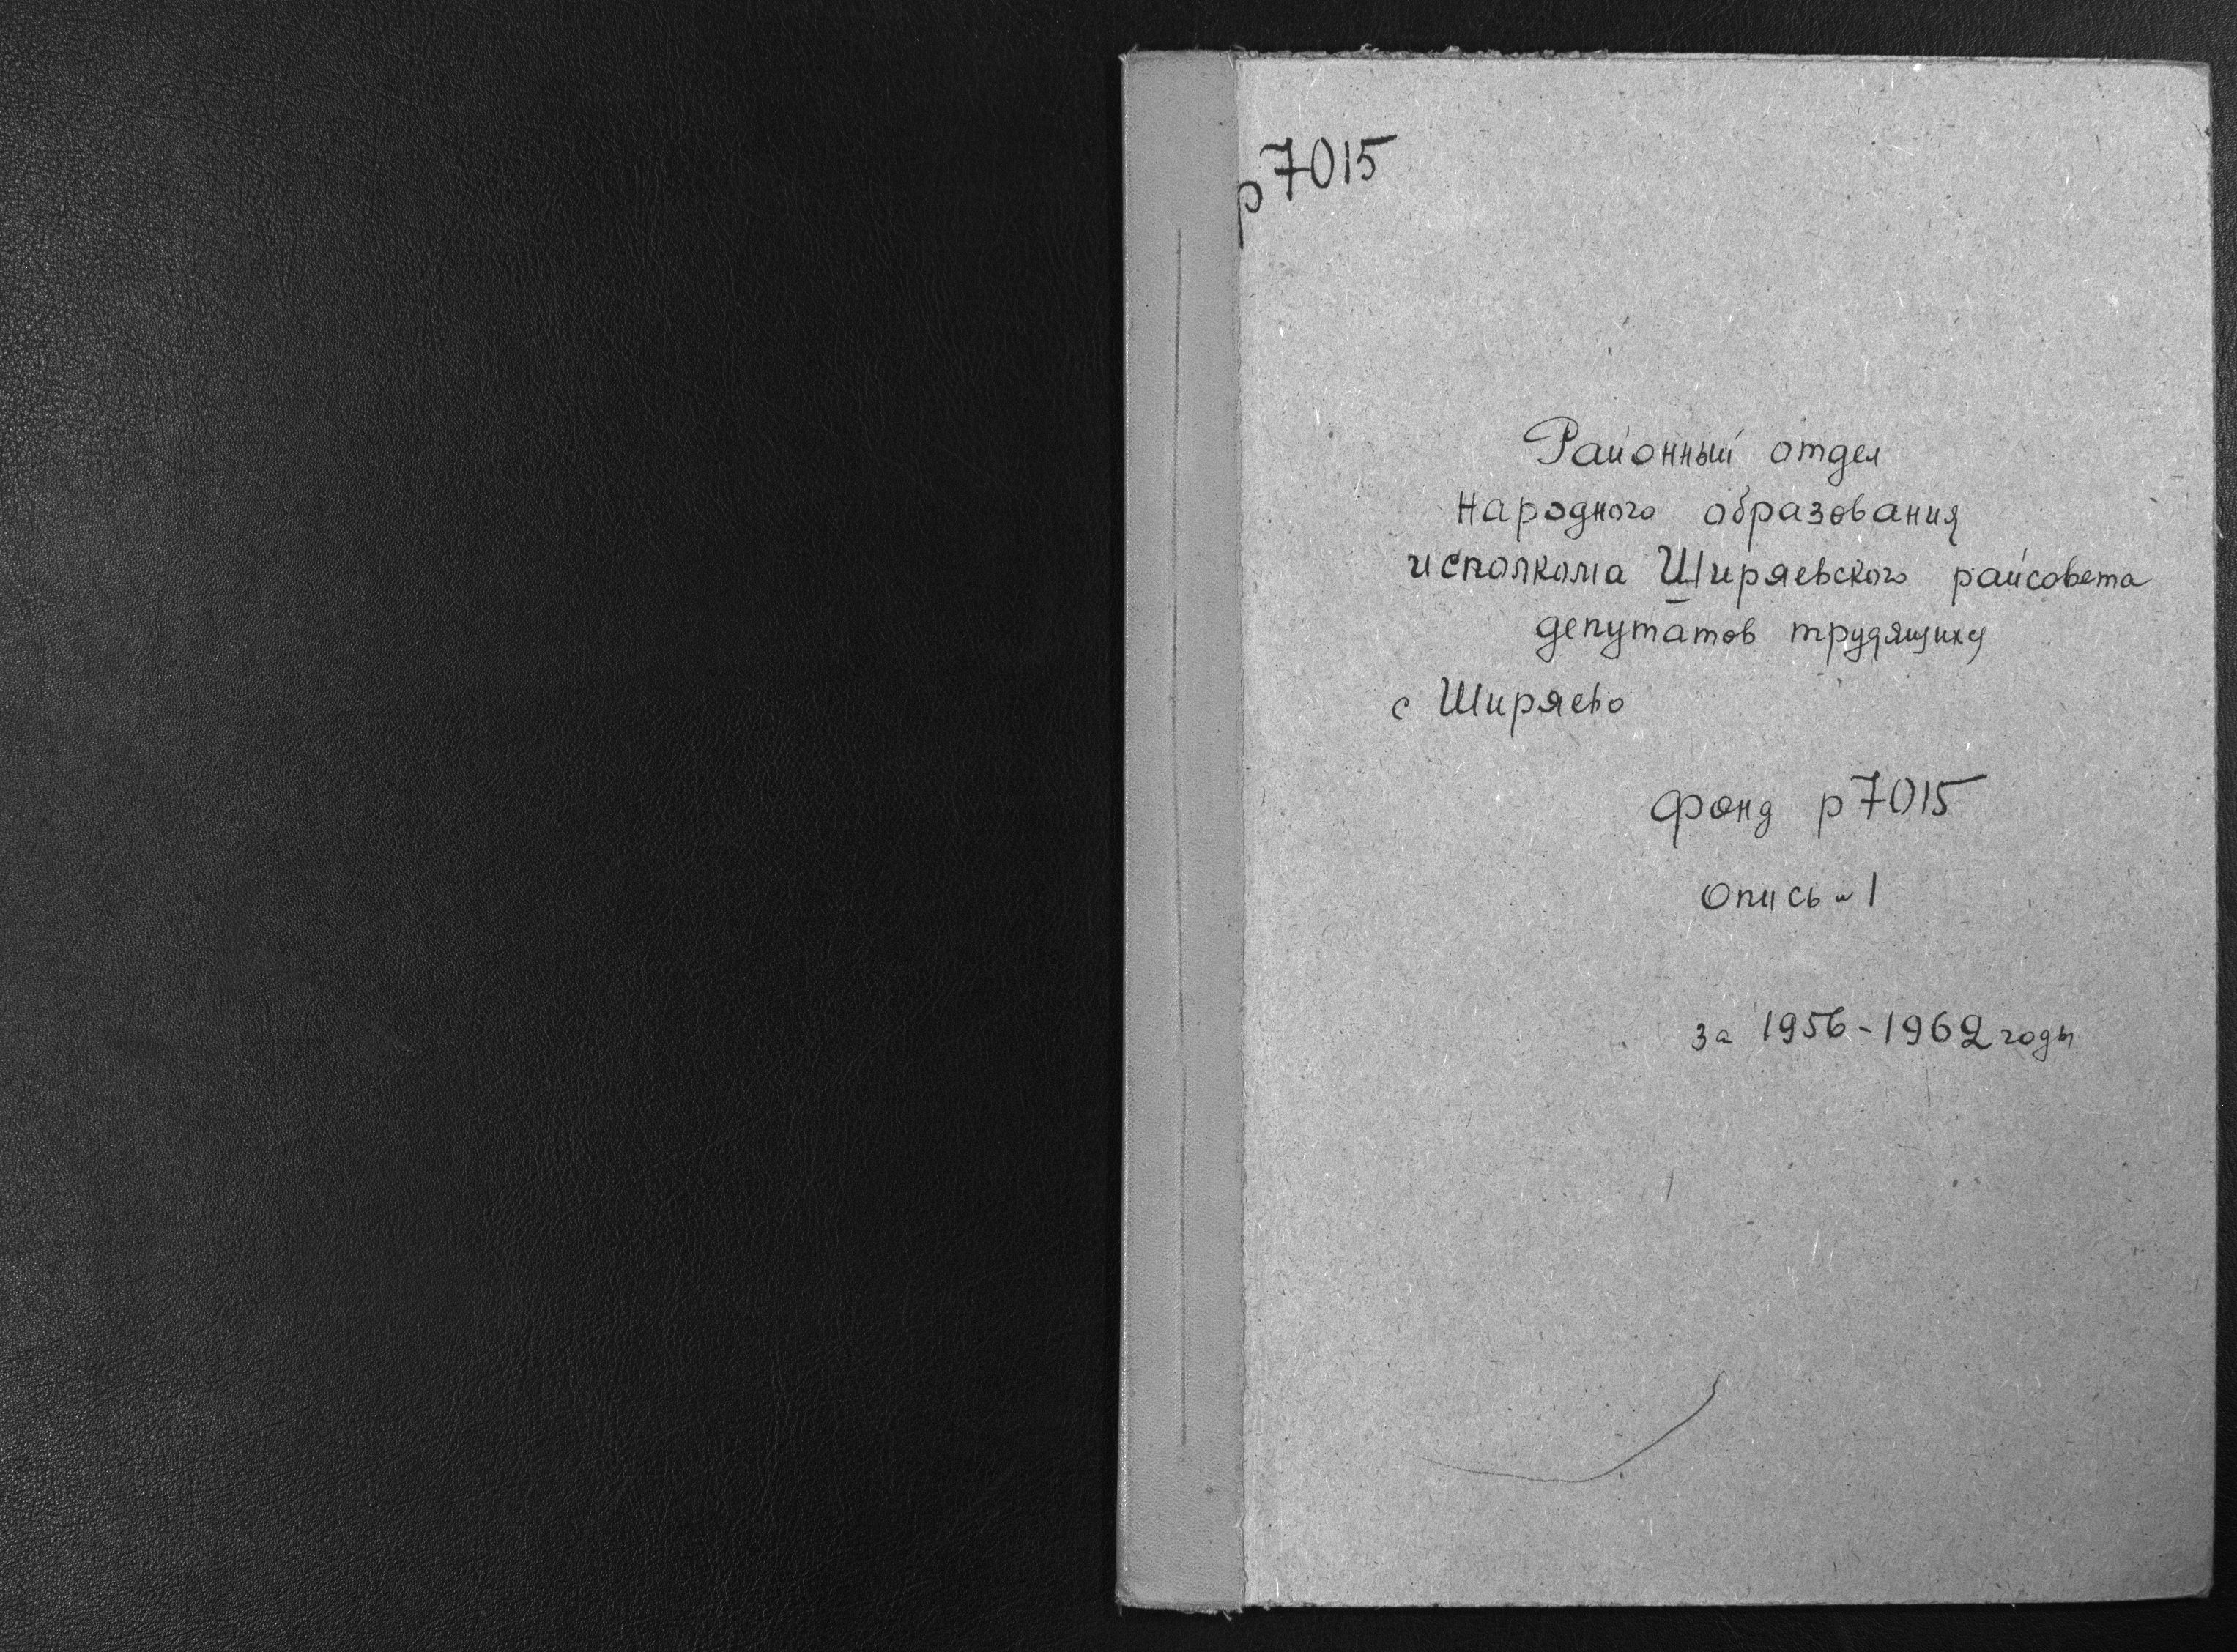 р7015
Районный отдел
народного образования
исполкома Ширяевского райсовета
депутатов трудящихся
с Ширяево
Фонд р7015
Опись № 1
за 1956-1962 годы